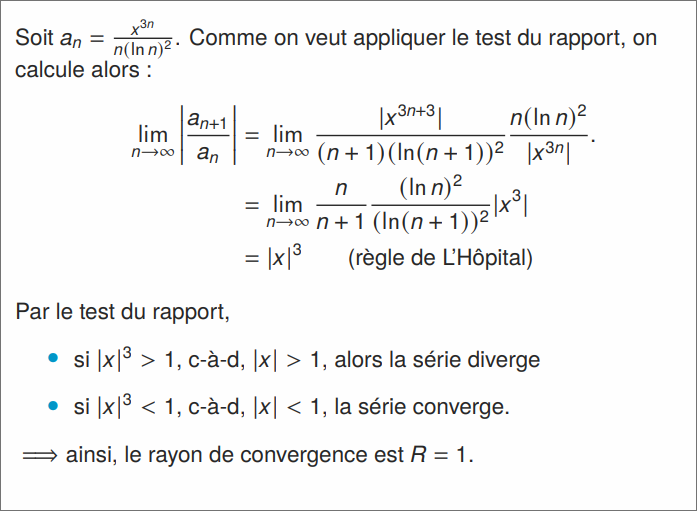 Soit $a_n = \frac{x^{3n}}{n(\ln n)^2}$. Comme on veut appliquer le test du rapport, on
calcule alors :
$\lim_{n\to\infty} \left|\frac{a_{n+1}}{a_n}\right| = \lim_{n\to\infty} \frac{|x^{3n+3}|}{(n+1)(\ln(n+1))^2} \frac{n(\ln n)^2}{|x^{3n}|}.$
$= \lim_{n\to\infty} \frac{n}{n+1} \frac{(\ln n)^2}{(\ln(n+1))^2} |x^3|$
$= |x|^3$ (règle de L'Hôpital)
Par le test du rapport,
• si $|x|^3 > 1$, c-à-d, $|x| > 1$, alors la série diverge
• si $|x|^3 < 1$, c-à-d, $|x| < 1$, la série converge.
$\Longrightarrow$ ainsi, le rayon de convergence est $R = 1$.